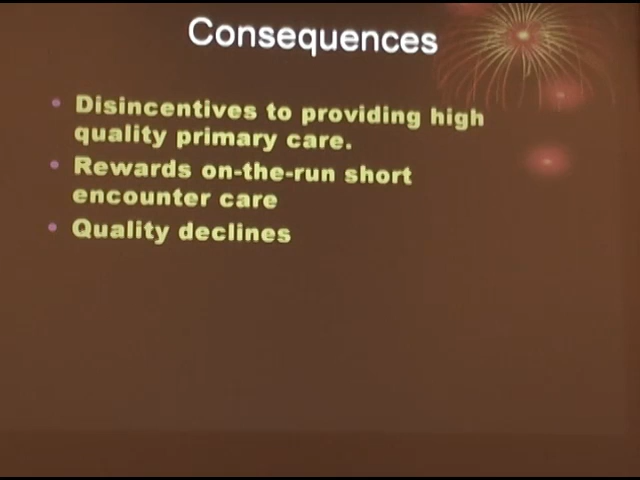 Consequences
• Disincentives to providing high
quality primary care.
• Rewards on-the-run short
encounter care
• Quality declines